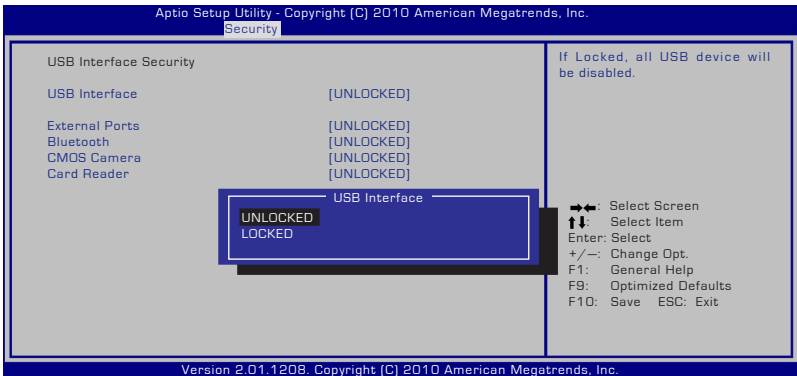 Aptio Setup Utility - Copyright (C) 2010 American Megatrends, Inc.
Security
USB Interface Security
USB Interface [UNLOCKED]
External Ports [UNLOCKED]
Bluetooth [UNLOCKED]
CMOS Camera [UNLOCKED]
Card Reader [UNLOCKED]
USB Interface
UNLOCKED
LOCKED
If Locked, all USB device will
be disabled.
→←: Select Screen
↑↓: Select Item
Enter: Select
+/—: Change Opt.
F1: General Help
F9: Optimized Defaults
F10: Save ESC: Exit
Version 2.01.1208. Copyright (C) 2010 American Megatrends, Inc.